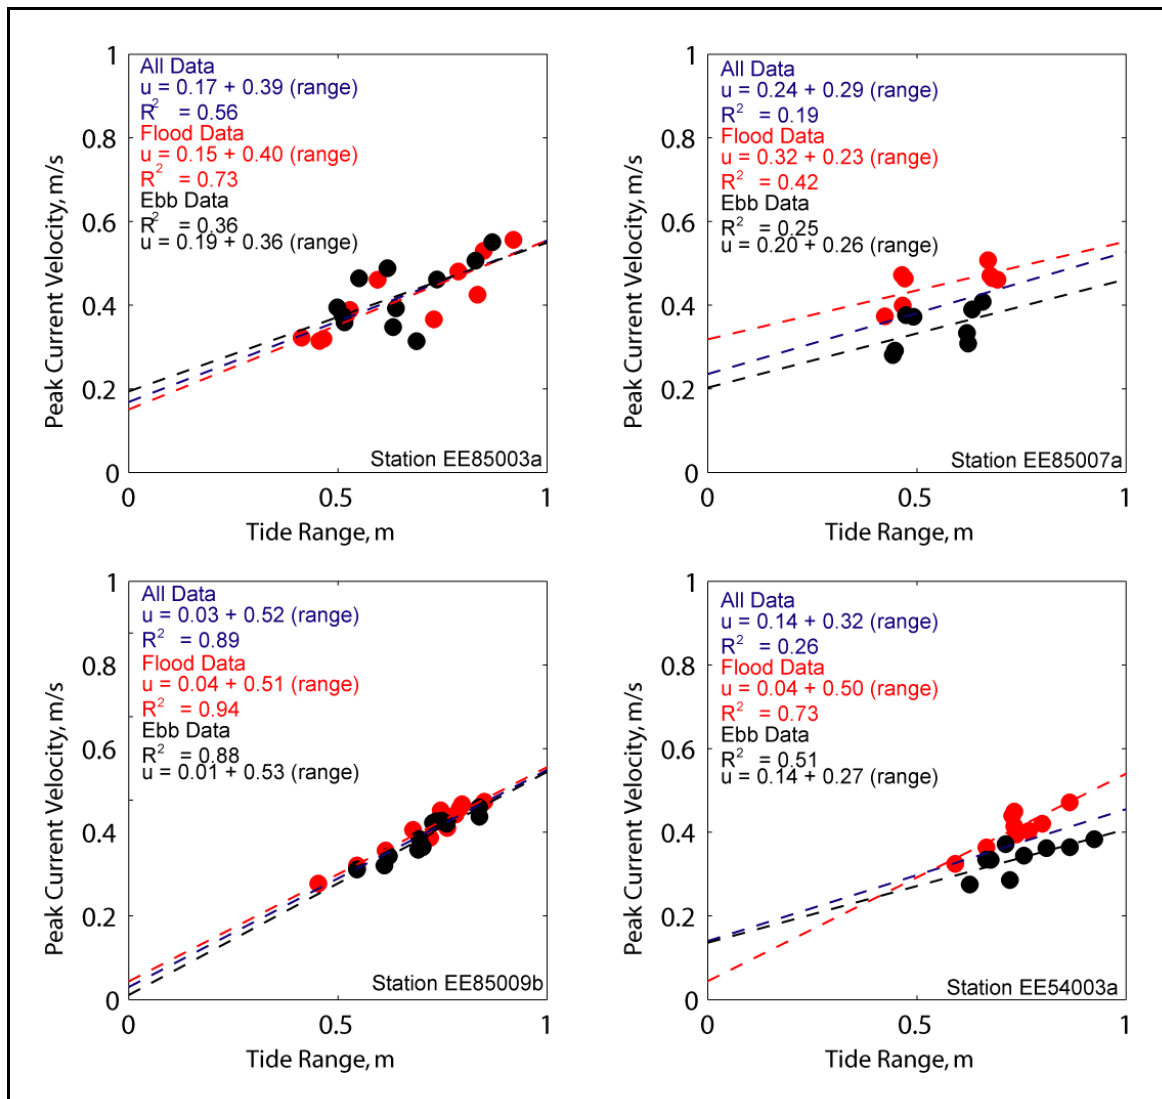 1
0.8
0.6
0.4
0.2
0
Peak Current Velocity, m/s
All Data
u = 0.17 + 0.39 (range)
R² = 0.56
Flood Data
u = 0.15 + 0.40 (range)
R² = 0.73
Ebb Data
R² = 0.36
u = 0.19 + 0.36 (range)
Station EE85003a
0 0.5 1
Tide Range, m
1
0.8
0.6
0.4
0.2
0
Peak Current Velocity, m/s
All Data
u = 0.24 + 0.29 (range)
R² = 0.19
Flood Data
u = 0.32 + 0.23 (range)
R² = 0.42
Ebb Data
R² = 0.25
u = 0.20 + 0.26 (range)
Station EE85007a
0 0.5 1
Tide Range, m
1
0.8
0.6
0.4
0.2
0
Peak Current Velocity, m/s
All Data
u = 0.03 + 0.52 (range)
R² = 0.89
Flood Data
u = 0.04 + 0.51 (range)
R² = 0.94
Ebb Data
R² = 0.88
u = 0.01 + 0.53 (range)
Station EE85009b
0 0.5 1
Tide Range, m
1
0.8
0.6
0.4
0.2
0
Peak Current Velocity, m/s
All Data
u = 0.14 + 0.32 (range)
R² = 0.26
Flood Data
u = 0.04 + 0.50 (range)
R² = 0.73
Ebb Data
R² = 0.51
u = 0.14 + 0.27 (range)
Station EE54003a
0 0.5 1
Tide Range, m